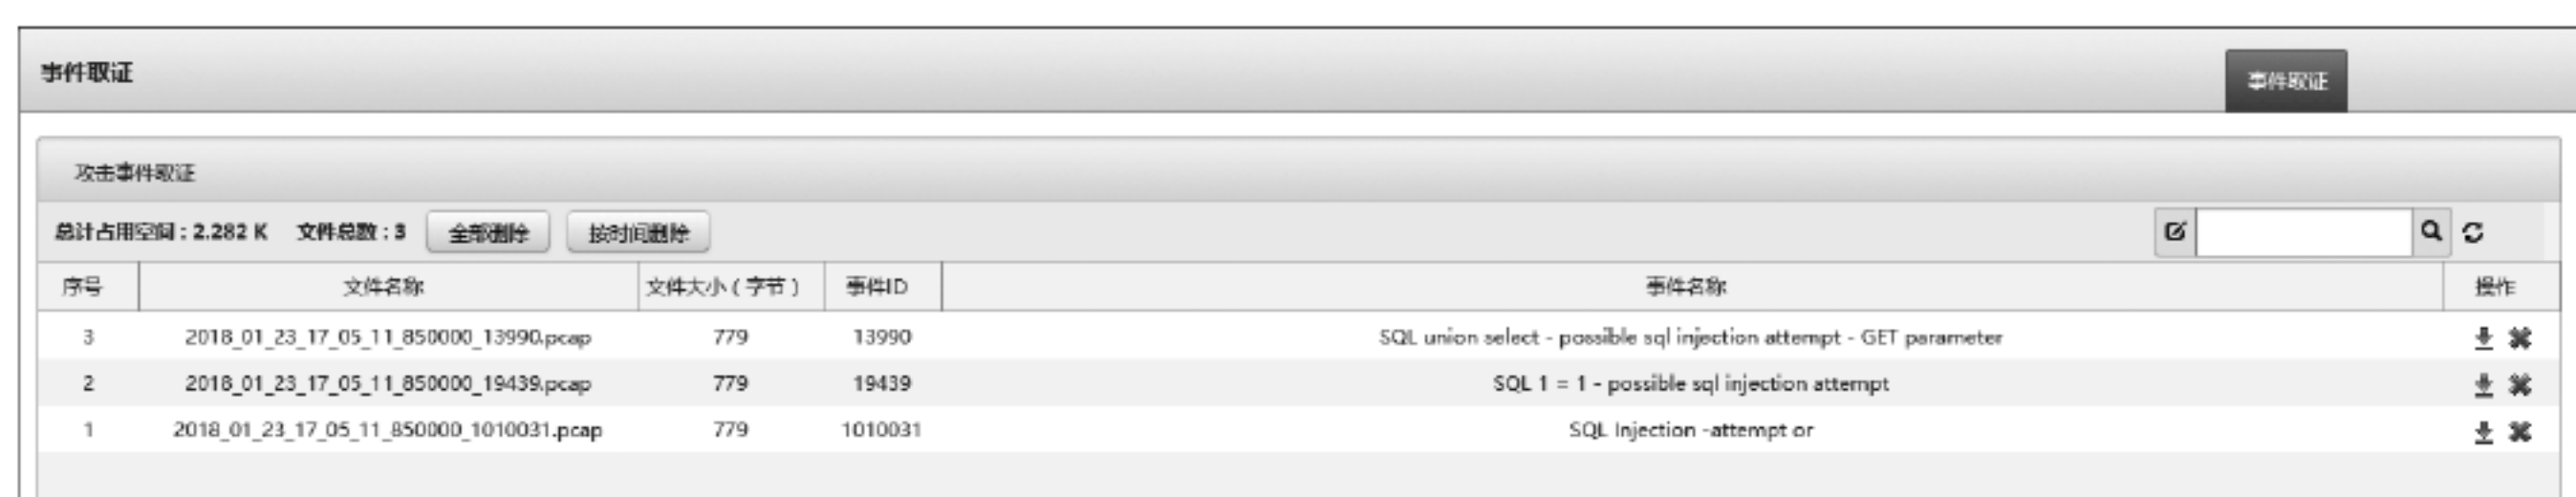 事件取证 事件取证
攻击事件取证
总计占用空间：2.282 K 文件总数：3 全部删除 按时间删除
序号 文件名称 文件大小（字节） 事件ID 事件名称 操作
3 2018_01_23_17_05_11_850000_13990.pcap 779 13990 SQL union select - possible sql injection attempt - GET parameter
2 2018_01_23_17_05_11_850000_19439.pcap 779 19439 SQL 1 = 1 - possible sql injection attempt
1 2018_01_23_17_05_11_850000_1010031.pcap 779 1010031 SQL Injection -attempt or